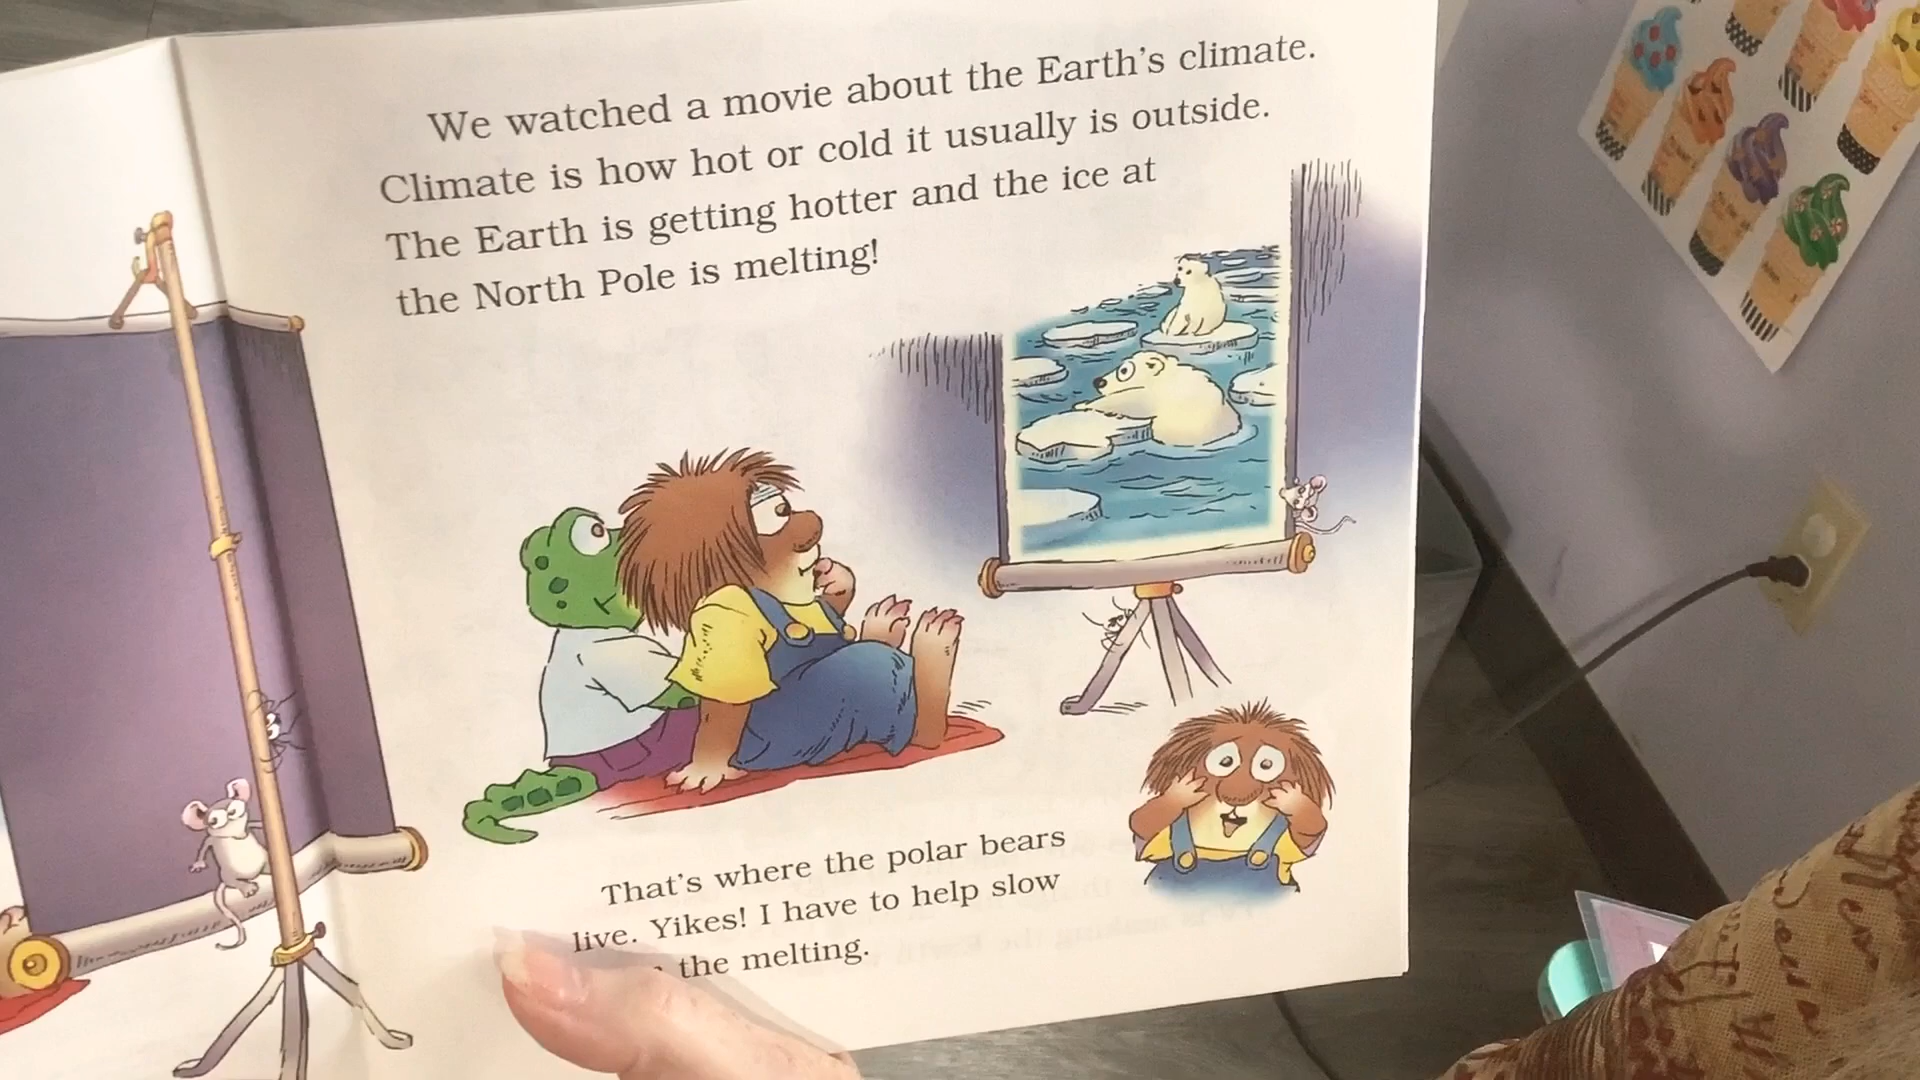 We watched a movie about the Earth's climate.
Climate is how hot or cold it usually is outside.
The Earth is getting hotter and the ice at
the North Pole is melting!
That's where the polar bears
live. Yikes! I have to help slow
the melting.